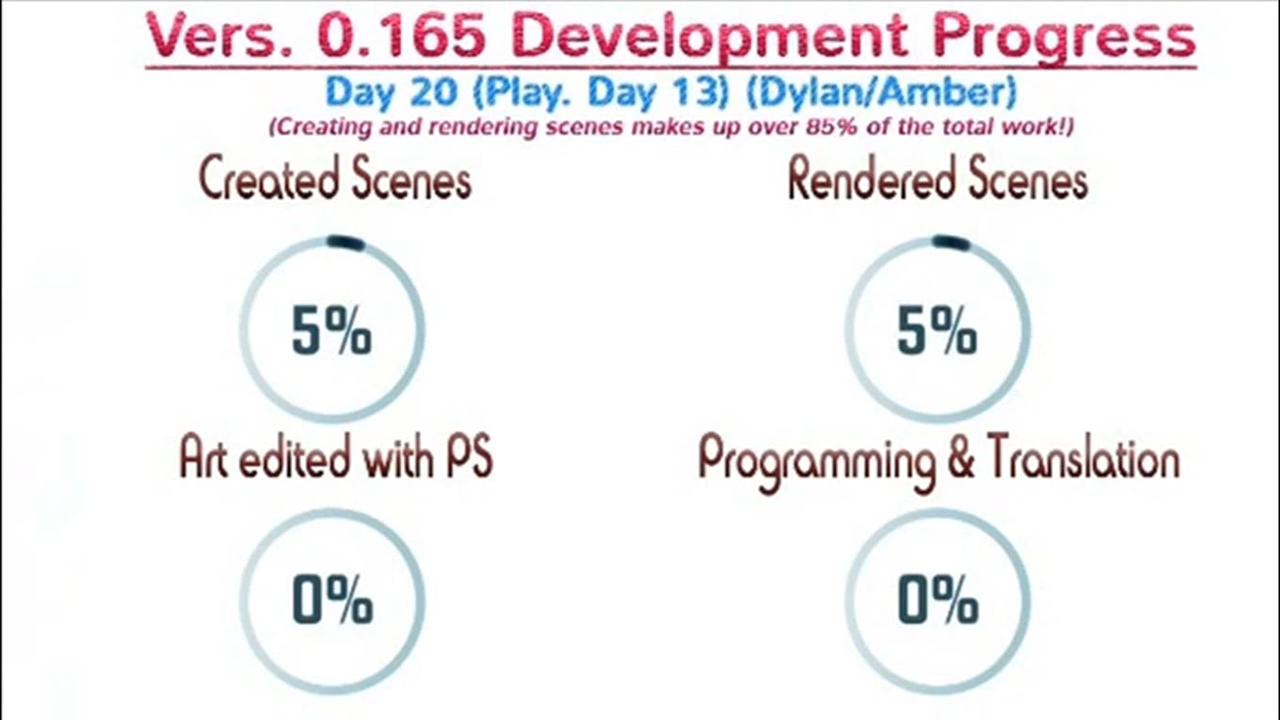 Vers. 0.165 Development Progress
Day 20 (Play. Day 13) (Dylan/Amber)
(Creating and rendering scenes makes up over 85% of the total work!)
Created Scenes
Rendered Scenes
5%
5%
Art edited with PS
Programming & Translation
0%
0%